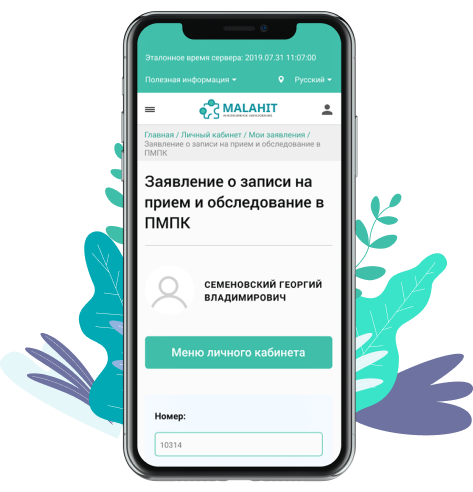 Эталонное время сервера: 2019.07.31 11:07:00
Полезная информация
Русский
MALAHIT
ИНКЛЮЗИВНОЕ ОБРАЗОВАНИЕ
Главная / Личный кабинет / Мои заявления /
Заявление о записи на прием и обследование в
ПМПК
Заявление о записи на
прием и обследование в
ПМПК
СЕМЕНОВСКИЙ ГЕОРГИЙ
ВЛАДИМИРОВИЧ
Меню личного кабинета
Номер:
10314